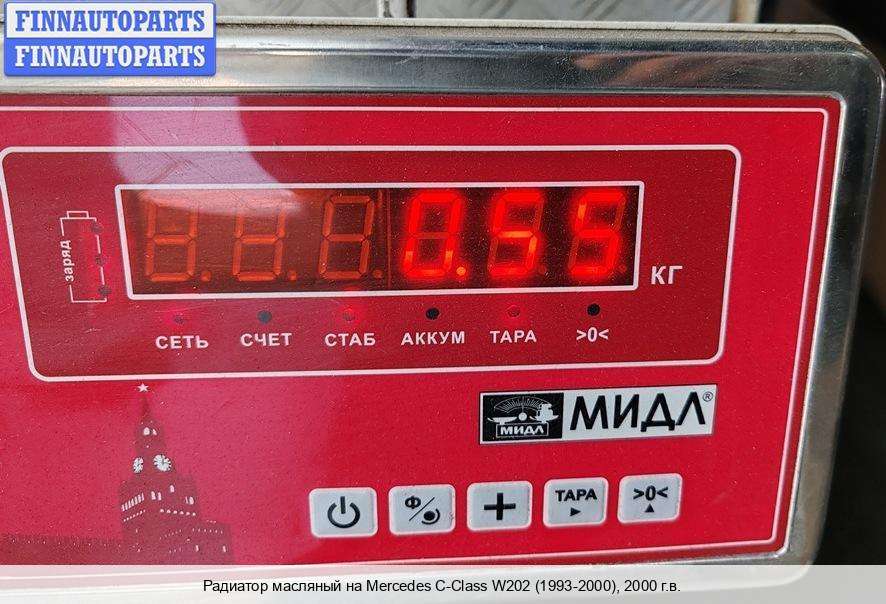 FINNAUTOPARTS
FINNAUTOPARTS
заряд
0.55
КГ
СЕТЬ СЧЕТ СТАБ АККУМ ТАРА >0<
МИДЛ МИДЛ®
Ф ТАРА >0<
Радиатор масляный на Mercedes C-Class W202 (1993-2000), 2000 г.в.